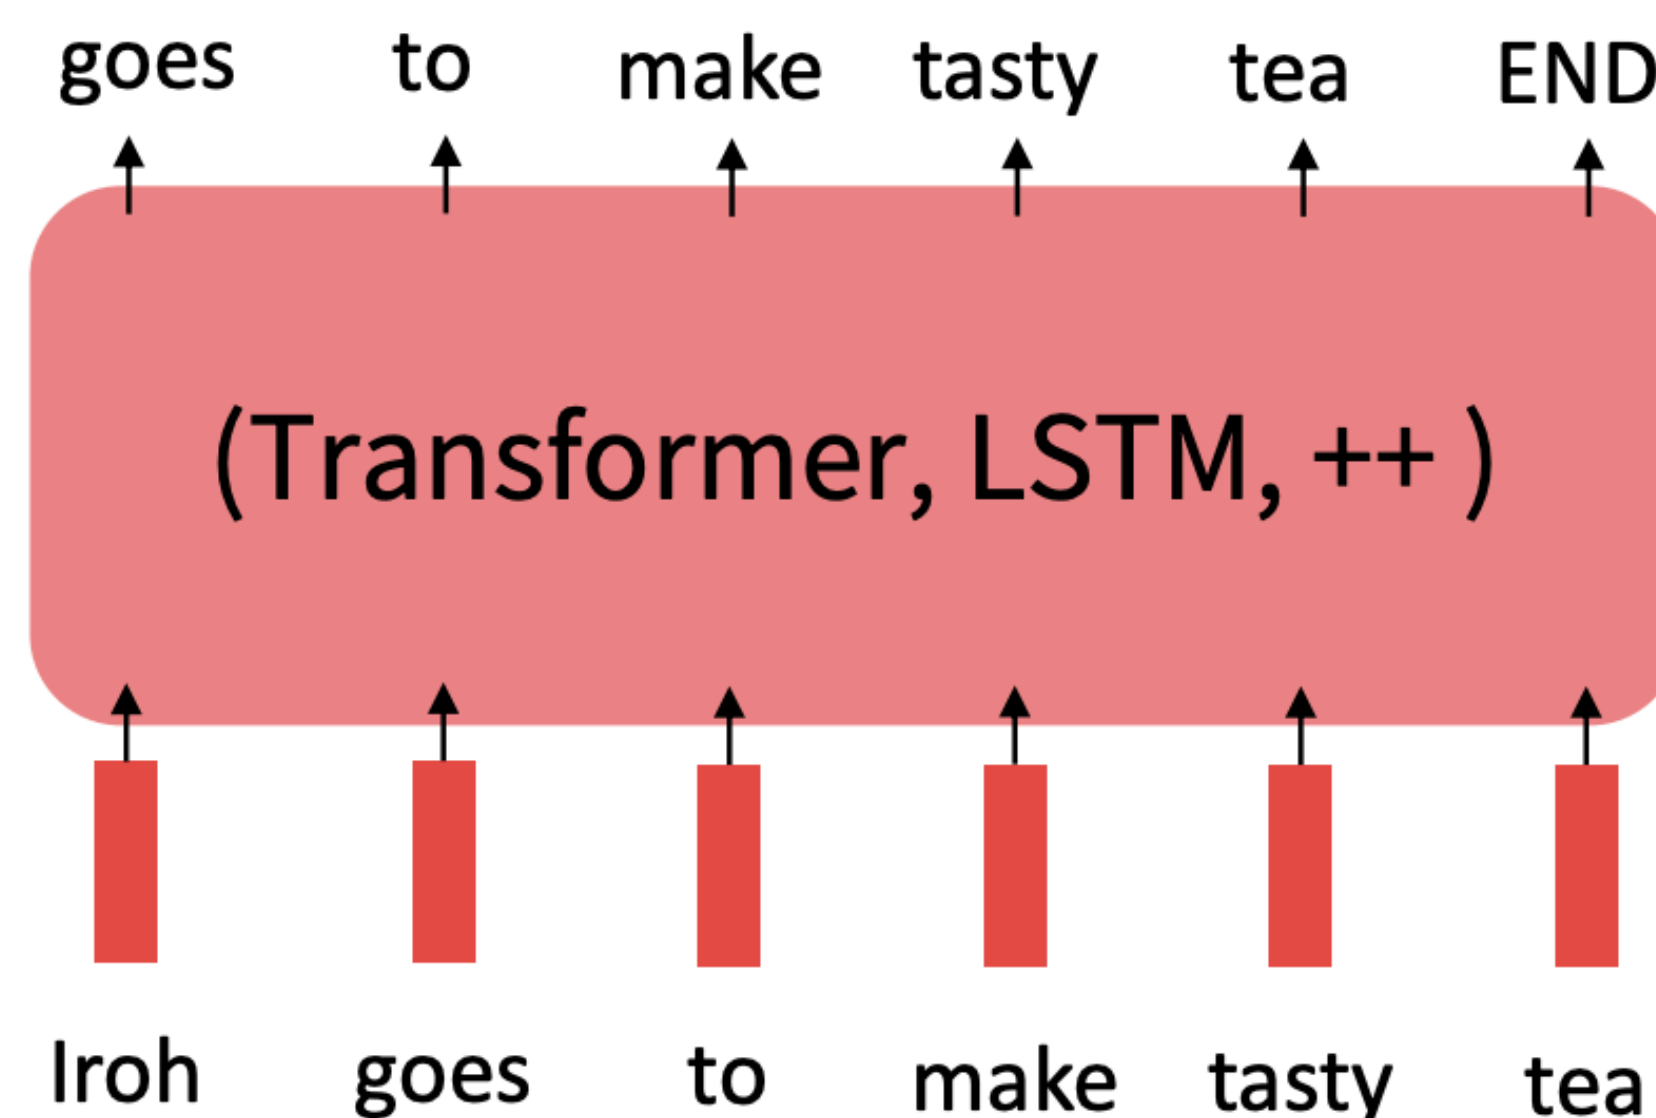 goes to make tasty tea END
(Transformer, LSTM, ++ )
Iroh goes to make tasty tea